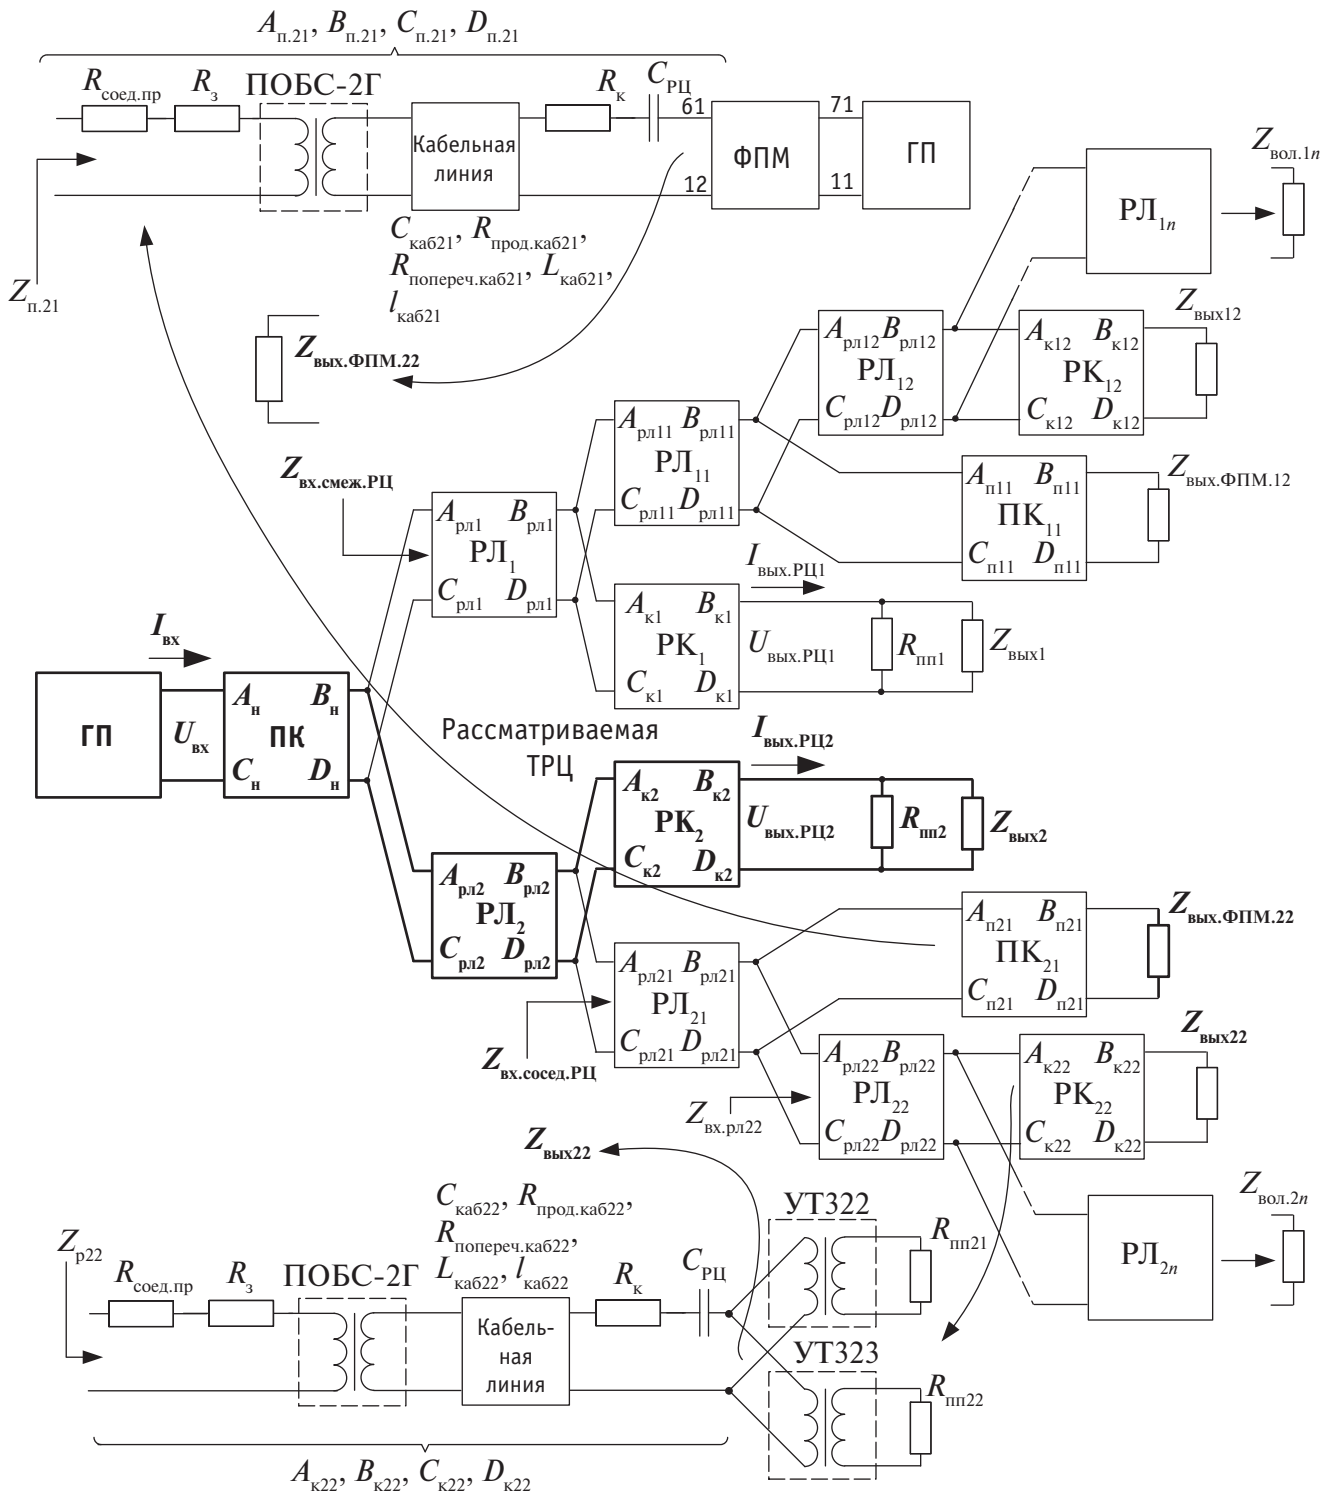 Aп.21, Bп.21, Cп.21, Dп.21
Rсоед.пр
Rз
ПОБС-2Г
Rк
CРЦ
61
71
Кабельная
линия
ФПМ
ГП
12
11
Zп.21
Cкаб21, Rпрод.каб21,
Rпопереч.каб21, Lкаб21,
lкаб21
Zвых.ФПМ.22
РЛ1n
Zвол.1n
Aрл12 Bрл12
РЛ12
Cрл12 Dрл12
Aк12 Bк12
РК12
Cк12 Dк12
Zвых12
Zвх.смеж.РЦ
Aрл11 Bрл11
РЛ11
Cрл11 Dрл11
Aп11 Bп11
ПК11
Cп11 Dп11
Zвых.ФПМ.12
Aрл1 Bрл1
РЛ1
Cрл1 Dрл1
Iвых.РЦ1
Aк1 Bк1
РК1
Cк1 Dк1
Uвых.РЦ1
Rпп1
Zвых1
Iвх
ГП
Uвх
Aн Bн
ПК
Cн Dн
Рассматриваемая
ТРЦ
Iвых.РЦ2
Aк2 Bк2
РК2
Cк2 Dк2
Uвых.РЦ2
Rпп2
Zвых2
Aрл2 Bрл2
РЛ2
Cрл2 Dрл2
Aп21 Bп21
ПК21
Cп21 Dп21
Zвых.ФПМ.22
Aрл21 Bрл21
РЛ21
Cрл21 Dрл21
Zвх.сосед.РЦ
Aрл22 Bрл22
РЛ22
Cрл22 Dрл22
Zвх.рл22
Aк22 Bк22
РК22
Cк22 Dк22
Zвых22
Zвых22
Cкаб22, Rпрод.каб22,
Rпопереч.каб22,
Lкаб22, lкаб22
УТ322
Rпп21
РЛ2n
Zвол.2n
Zр22
Rсоед.пр
Rз
ПОБС-2Г
Rк
CРЦ
Кабель-
ная
линия
УТ323
Rпп22
Aк22, Bк22, Cк22, Dк22